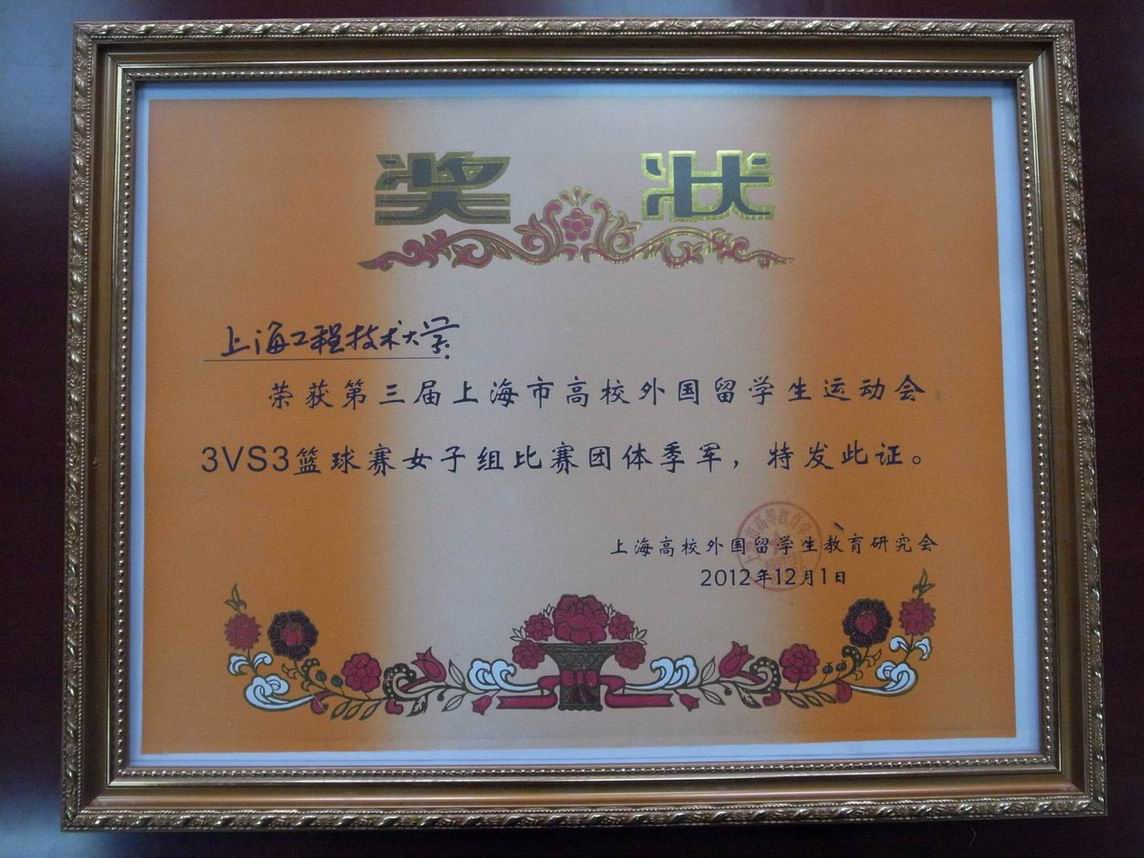 奖 状
上海工程技术大学：
荣获第三届上海市高校外国留学生运动会
3VS3篮球赛女子组比赛团体季军，特发此证。
上海高校外国留学生教育研究会
2012年12月1日